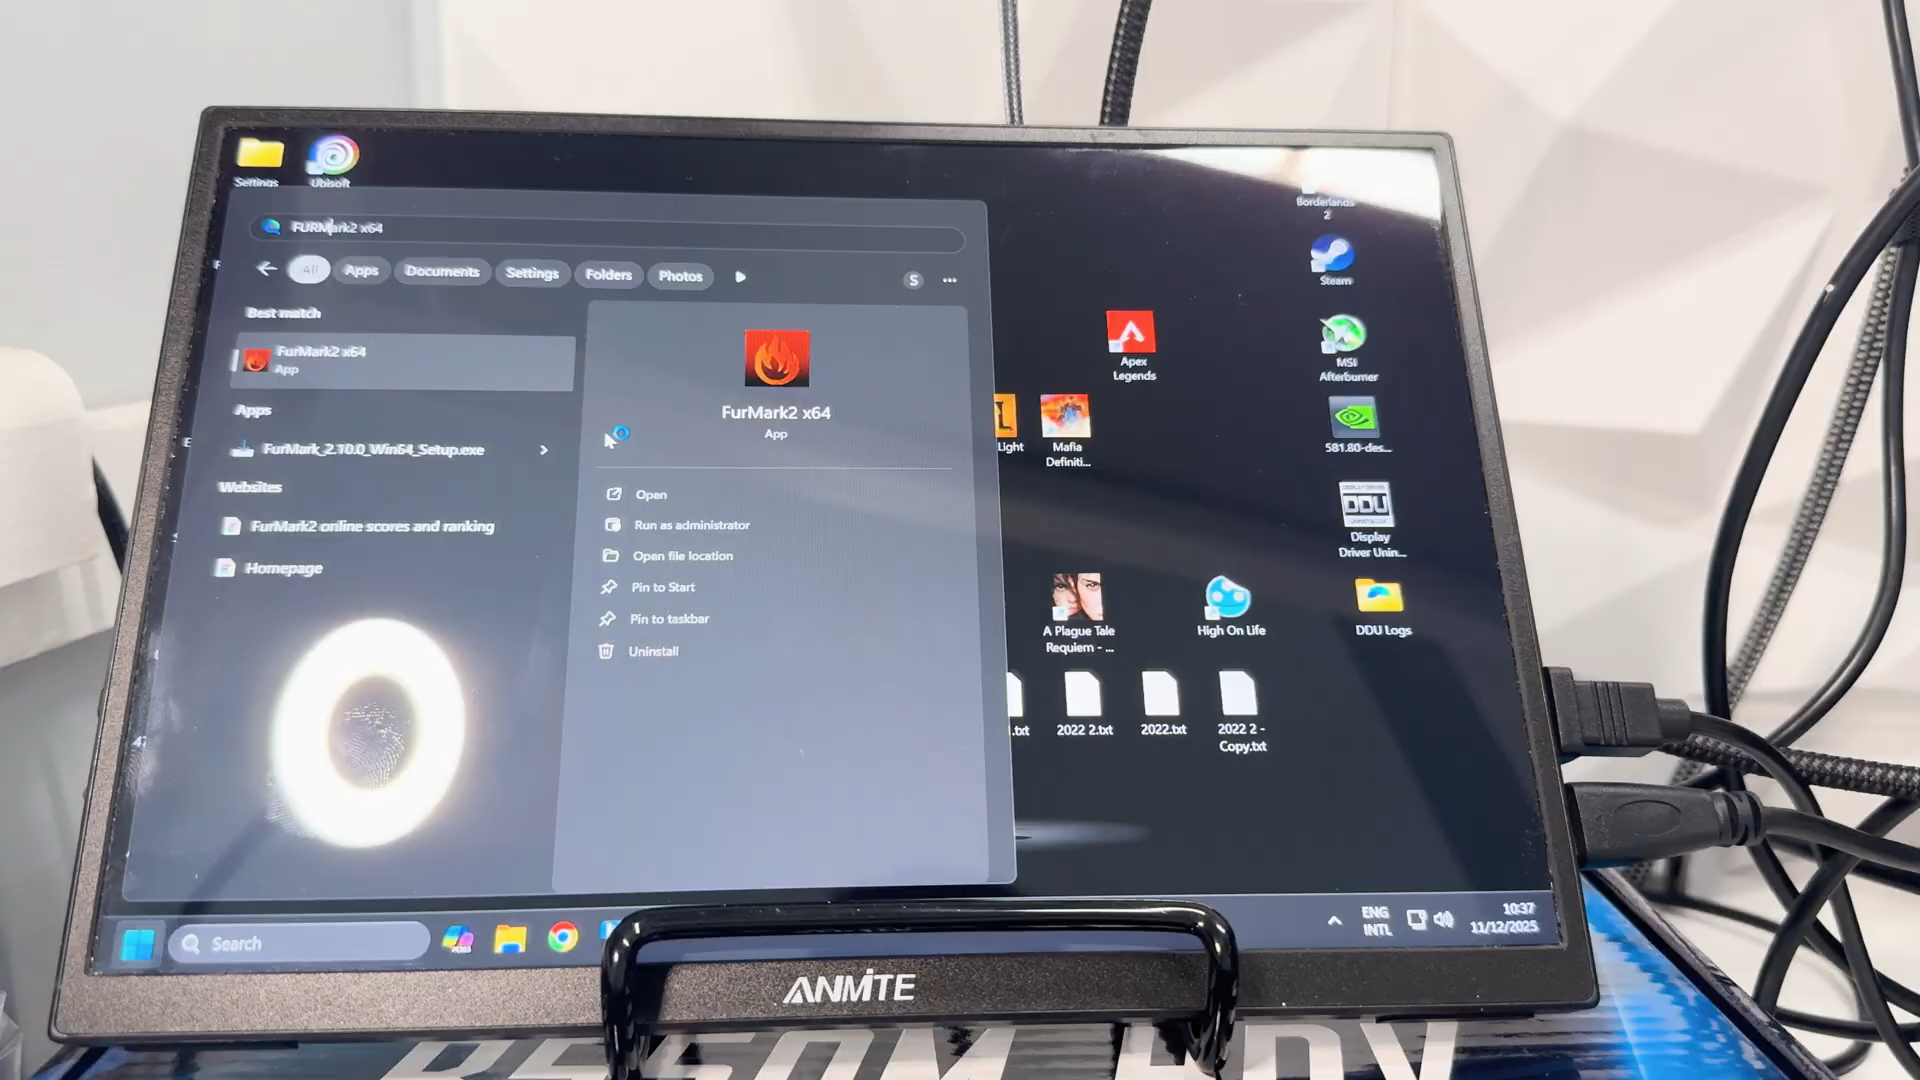 Settings
Ubisoft
FURMark2 x64
All
Apps
Documents
Settings
Folders
Photos
S
Best match
FurMark2 x64
App
Apps
FurMark_2.10.0_Win64_Setup.exe
Websites
FurMark2 online scores and ranking
Homepage
FurMark2 x64
App
Open
Run as administrator
Open file location
Pin to Start
Pin to taskbar
Uninstall
Borderlands
2
Steam
Apex
Legends
MSI
Afterburner
Light
Mafia
Definiti...
581.80-des...
DDU
Display
Driver Unin...
A Plague Tale
Requiem - ...
High On Life
DDU Logs
.txt
2022 2.txt
2022.txt
2022 2 -
Copy.txt
Search
ENG
INTL
10:37
11/12/2025
ANMITE